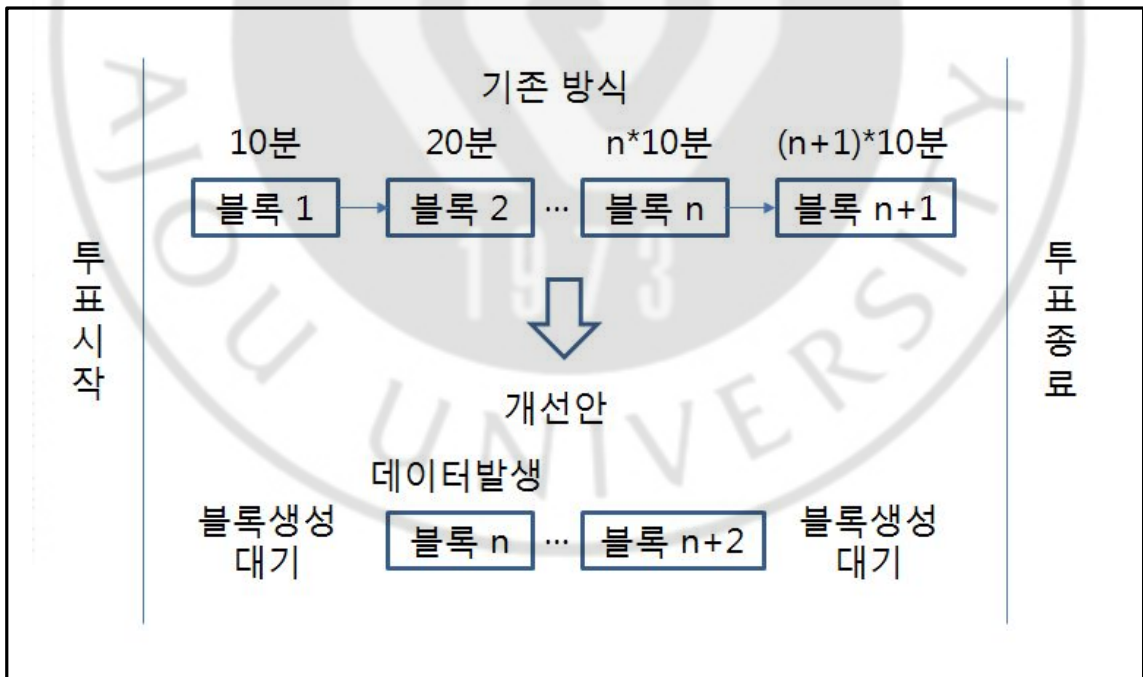 기존 방식
10분 20분 n*10분 (n+1)*10분
블록 1 블록 2 ... 블록 n 블록 n+1
투표시작
투표종료
개선안
데이터발생
블록생성 대기
블록 n ... 블록 n+2
블록생성 대기
AJOU UNIVERSITY
1973